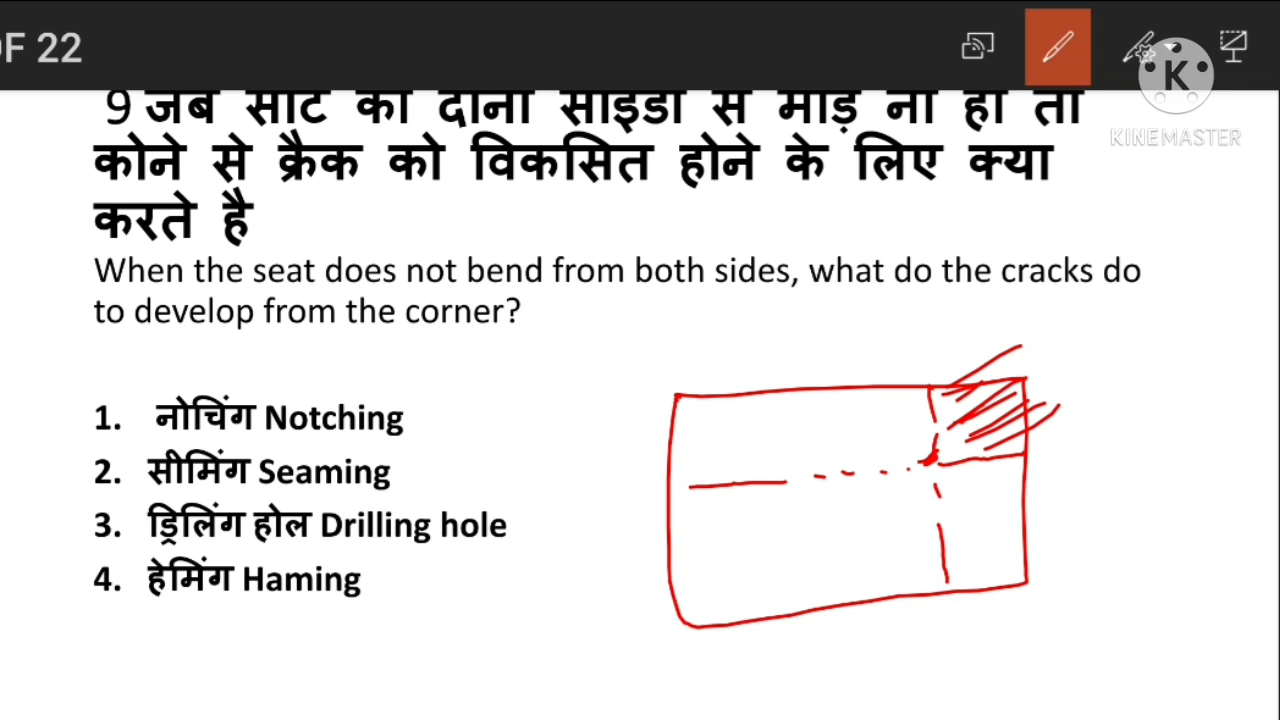 OF 22
K
KINEMASTER
9 जब सीट को दोनों साइडों से मोड़ ना हो तो
कोने से क्रैक को विकसित होने के लिए क्या
करते है
When the seat does not bend from both sides, what do the cracks do
to develop from the corner?
1. नोचिंग Notching
2. सीमिंग Seaming
3. ड्रिलिंग होल Drilling hole
4. हेमिंग Haming